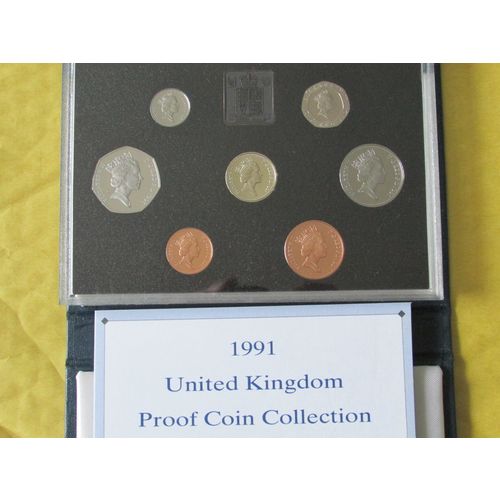 1991
United Kingdom
Proof Coin Collection